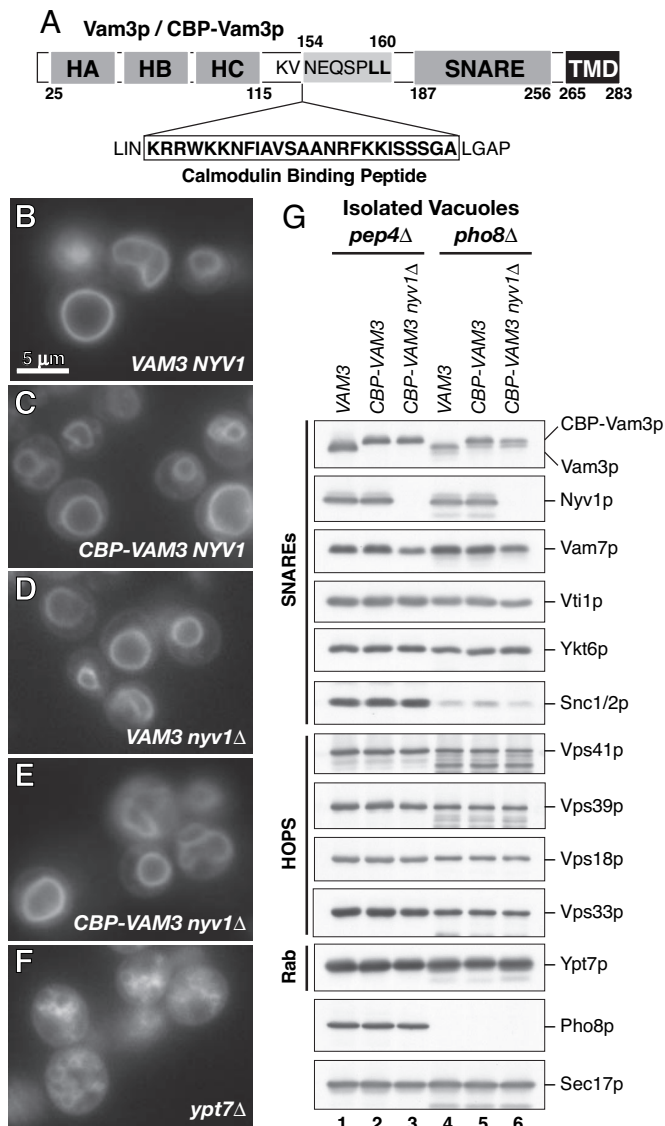 A
Vam3p / CBP-Vam3p
154 160
HA HB HC KV NEQSPLL SNARE TMD
25 115 187 256 265 283
LIN KRRWKKNFIAVSAANRFKKISSSGA LGAP
Calmodulin Binding Peptide
B
5 µm
VAM3 NYV1
C
CBP-VAM3 NYV1
D
VAM3 nyv1Δ
E
CBP-VAM3 nyv1Δ
F
ypt7Δ
G
Isolated Vacuoles
pep4Δ pho8Δ
VAM3
CBP-VAM3
CBP-VAM3 nyv1Δ
VAM3
CBP-VAM3
CBP-VAM3 nyv1Δ
SNAREs
CBP-Vam3p
Vam3p
Nyv1p
Vam7p
Vti1p
Ykt6p
Snc1/2p
HOPS
Vps41p
Vps39p
Vps18p
Vps33p
Rab
Ypt7p
Pho8p
Sec17p
1 2 3 4 5 6